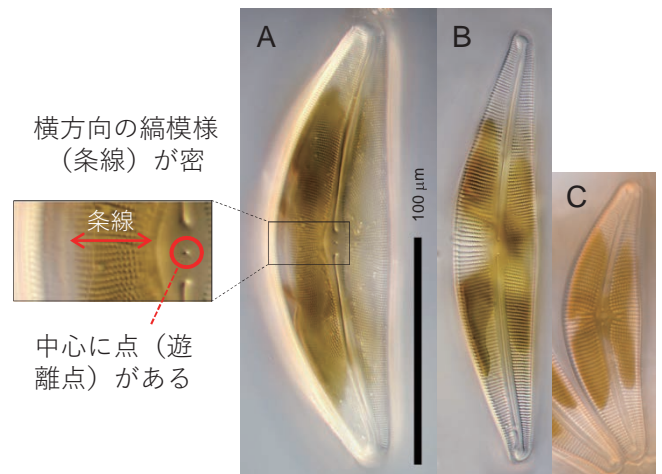 横方向の縞模様
（条線）が密
条線
中心に点（遊
離点）がある
A
100 μm
B
C